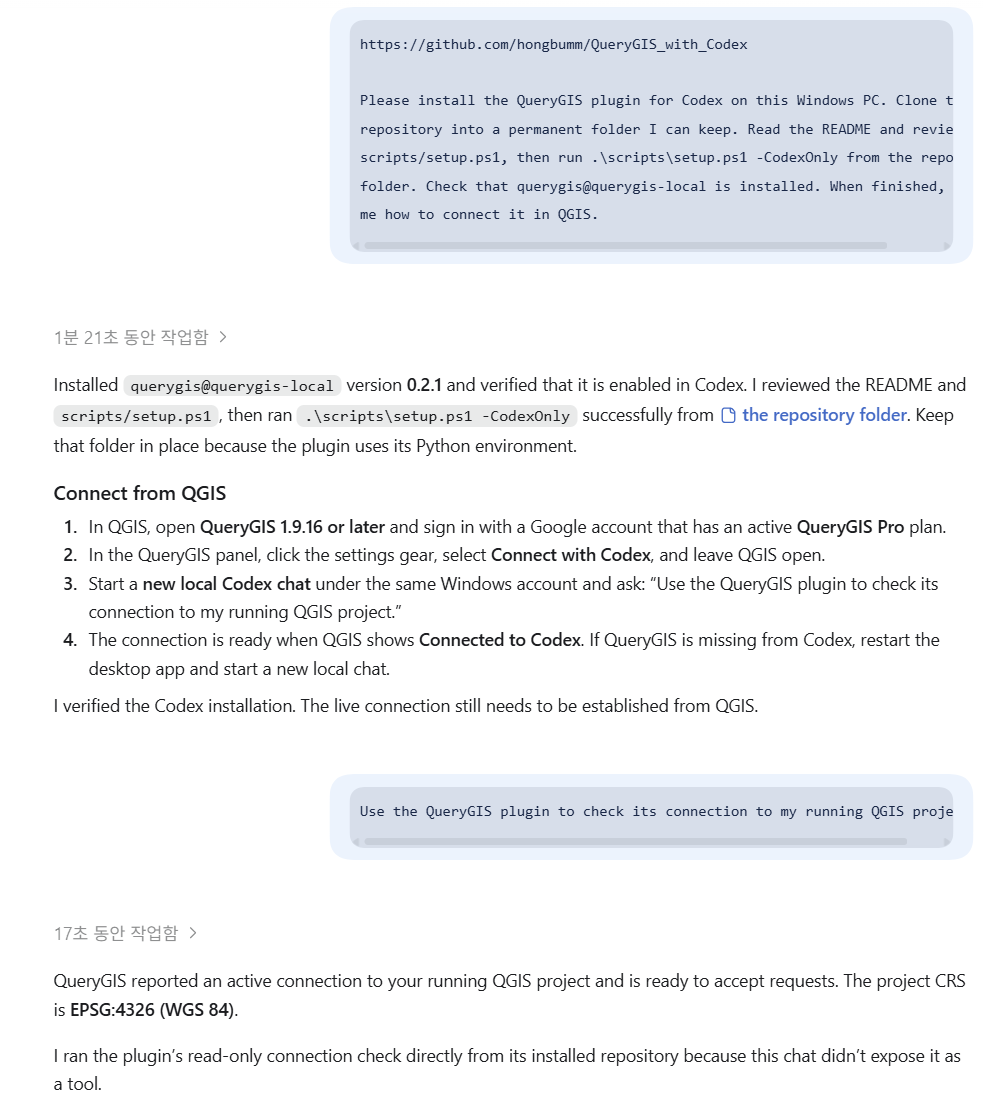 https://github.com/hongbumm/QueryGIS_with_Codex
Please install the QueryGIS plugin for Codex on this Windows PC. Clone t
repository into a permanent folder I can keep. Read the README and revie
scripts/setup.ps1, then run .\scripts\setup.ps1 -CodexOnly from the repo
folder. Check that querygis@querygis-local is installed. When finished,
me how to connect it in QGIS.
1분 21초 동안 작업함 >
Installed querygis@querygis-local version 0.2.1 and verified that it is enabled in Codex. I reviewed the README and
scripts/setup.ps1, then ran .\scripts\setup.ps1 -CodexOnly successfully from the repository folder. Keep
that folder in place because the plugin uses its Python environment.
Connect from QGIS
1. In QGIS, open QueryGIS 1.9.16 or later and sign in with a Google account that has an active QueryGIS Pro plan.
2. In the QueryGIS panel, click the settings gear, select Connect with Codex, and leave QGIS open.
3. Start a new local Codex chat under the same Windows account and ask: “Use the QueryGIS plugin to check its
connection to my running QGIS project.”
4. The connection is ready when QGIS shows Connected to Codex. If QueryGIS is missing from Codex, restart the
desktop app and start a new local chat.
I verified the Codex installation. The live connection still needs to be established from QGIS.
Use the QueryGIS plugin to check its connection to my running QGIS proje
17초 동안 작업함 >
QueryGIS reported an active connection to your running QGIS project and is ready to accept requests. The project CRS
is EPSG:4326 (WGS 84).
I ran the plugin’s read-only connection check directly from its installed repository because this chat didn’t expose it as
a tool.